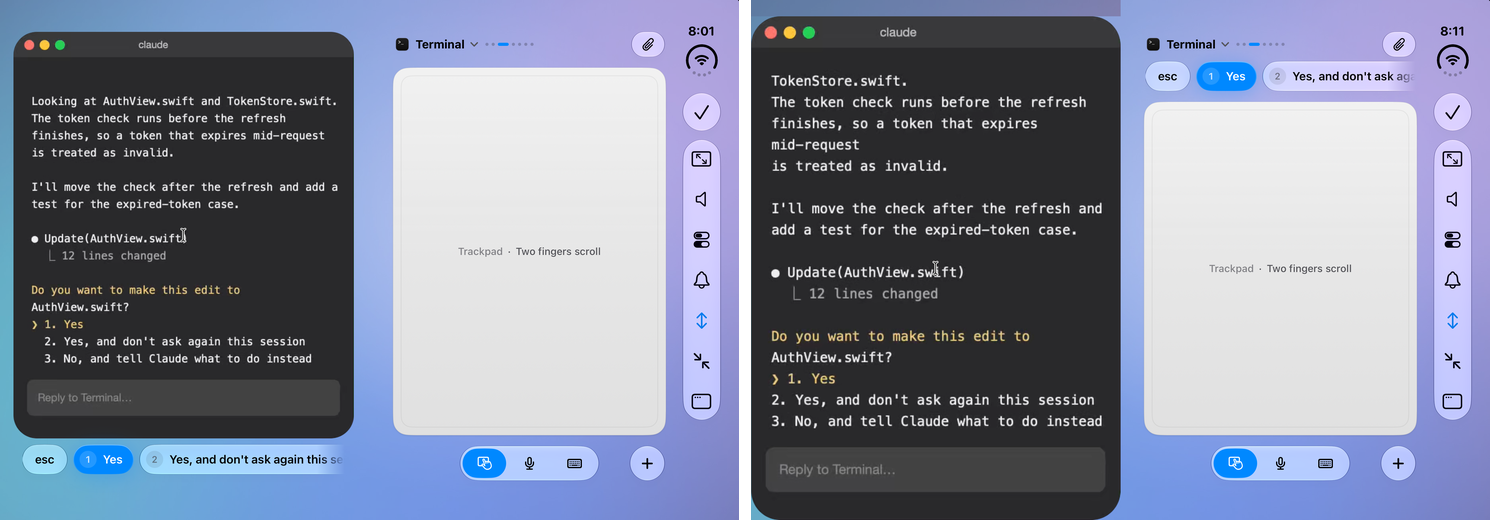 claude
Looking at AuthView.swift and TokenStore.swift.
The token check runs before the refresh
finishes, so a token that expires mid-request
is treated as invalid.
I'll move the check after the refresh and add a
test for the expired-token case.
● Update(AuthView.swift)
⎿ 12 lines changed
Do you want to make this edit to
AuthView.swift?
❯ 1. Yes
2. Yes, and don't ask again this session
3. No, and tell Claude what to do instead
Reply to Terminal…
esc
1 Yes
2 Yes, and don't ask again this se
Terminal
8:01
Trackpad · Two fingers scroll
claude
TokenStore.swift.
The token check runs before the refresh
finishes, so a token that expires
mid-request
is treated as invalid.
I'll move the check after the refresh and
add a test for the expired-token case.
● Update(AuthView.swift)
⎿ 12 lines changed
Do you want to make this edit to
AuthView.swift?
❯ 1. Yes
2. Yes, and don't ask again this session
3. No, and tell Claude what to do instead
Reply to Terminal…
Terminal
8:11
esc
1 Yes
2 Yes, and don't ask aga
Trackpad · Two fingers scroll